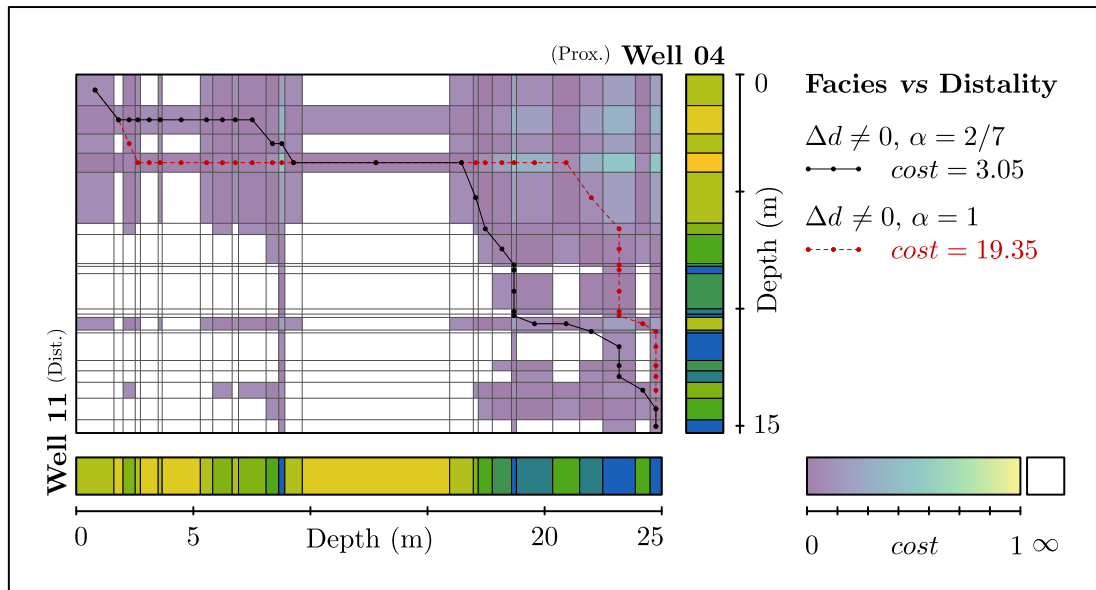 (Prox.) Well 04
0
Depth (m)
15
Well 11 (Dist.)
0 5 Depth (m) 20 25
Facies vs Distality
Δd ≠ 0, α = 2/7
cost = 3.05
Δd ≠ 0, α = 1
cost = 19.35
0 cost 1 ∞